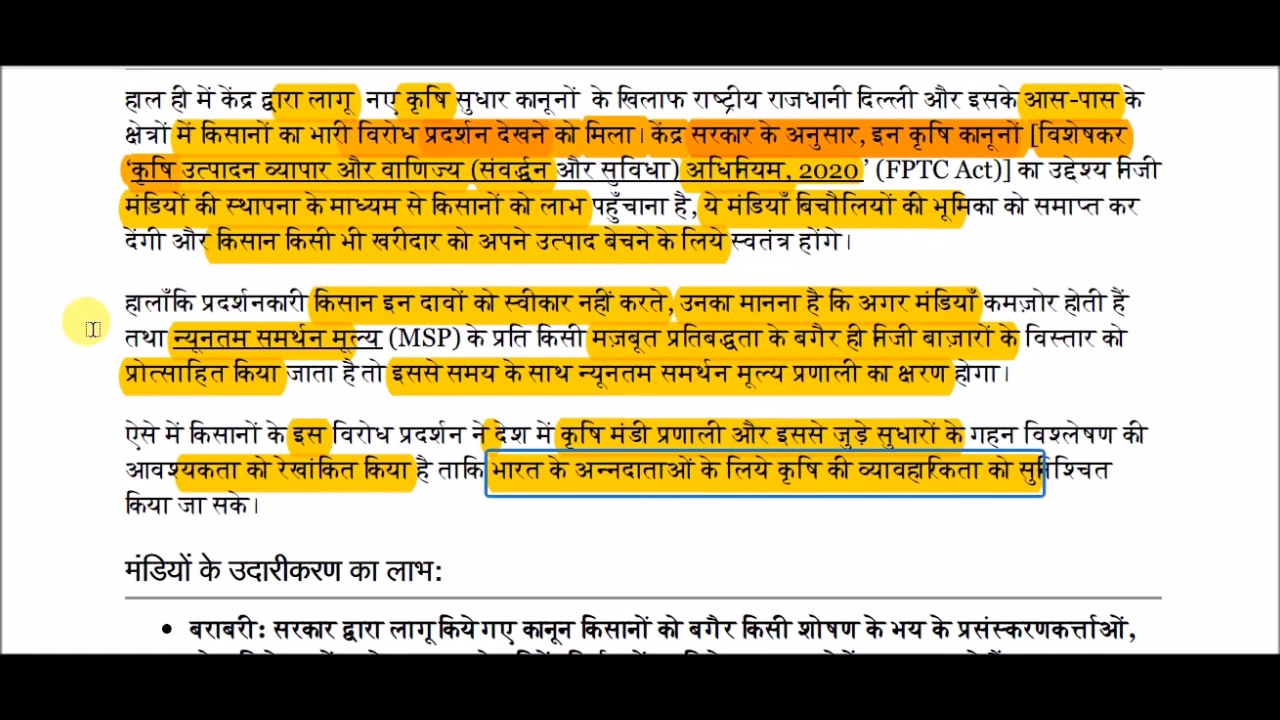 हाल ही में केंद्र द्वारा लागू नए कृषि सुधार कानूनों के खिलाफ राष्ट्रीय राजधानी दिल्ली और इसके आस-पास के
क्षेत्रों में किसानों का भारी विरोध प्रदर्शन देखने को मिला। केंद्र सरकार के अनुसार, इन कृषि कानूनों [विशेषकर
‘कृषि उत्पादन व्यापार और वाणिज्य (संवर्द्धन और सुविधा) अधिनियम, 2020’ (FPTC Act)] का उद्देश्य निजी
मंडियों की स्थापना के माध्यम से किसानों को लाभ पहुँचाना है, ये मंडियाँ बिचौलियों की भूमिका को समाप्त कर
देंगी और किसान किसी भी खरीदार को अपने उत्पाद बेचने के लिये स्वतंत्र होंगे।
हालाँकि प्रदर्शनकारी किसान इन दावों को स्वीकार नहीं करते, उनका मानना है कि अगर मंडियाँ कमज़ोर होती हैं
तथा न्यूनतम समर्थन मूल्य (MSP) के प्रति किसी मज़बूत प्रतिबद्धता के बगैर ही निजी बाज़ारों के विस्तार को
प्रोत्साहित किया जाता है तो इससे समय के साथ न्यूनतम समर्थन मूल्य प्रणाली का क्षरण होगा।
ऐसे में किसानों के इस विरोध प्रदर्शन ने देश में कृषि मंडी प्रणाली और इससे जुड़े सुधारों के गहन विश्लेषण की
आवश्यकता को रेखांकित किया है ताकि भारत के अन्नदाताओं के लिये कृषि की व्यावहारिकता को सुनिश्चित
किया जा सके।
मंडियों के उदारीकरण का लाभ:
• बराबरी: सरकार द्वारा लागू किये गए कानून किसानों को बगैर किसी शोषण के भय के प्रसंस्करणकर्त्ताओं,